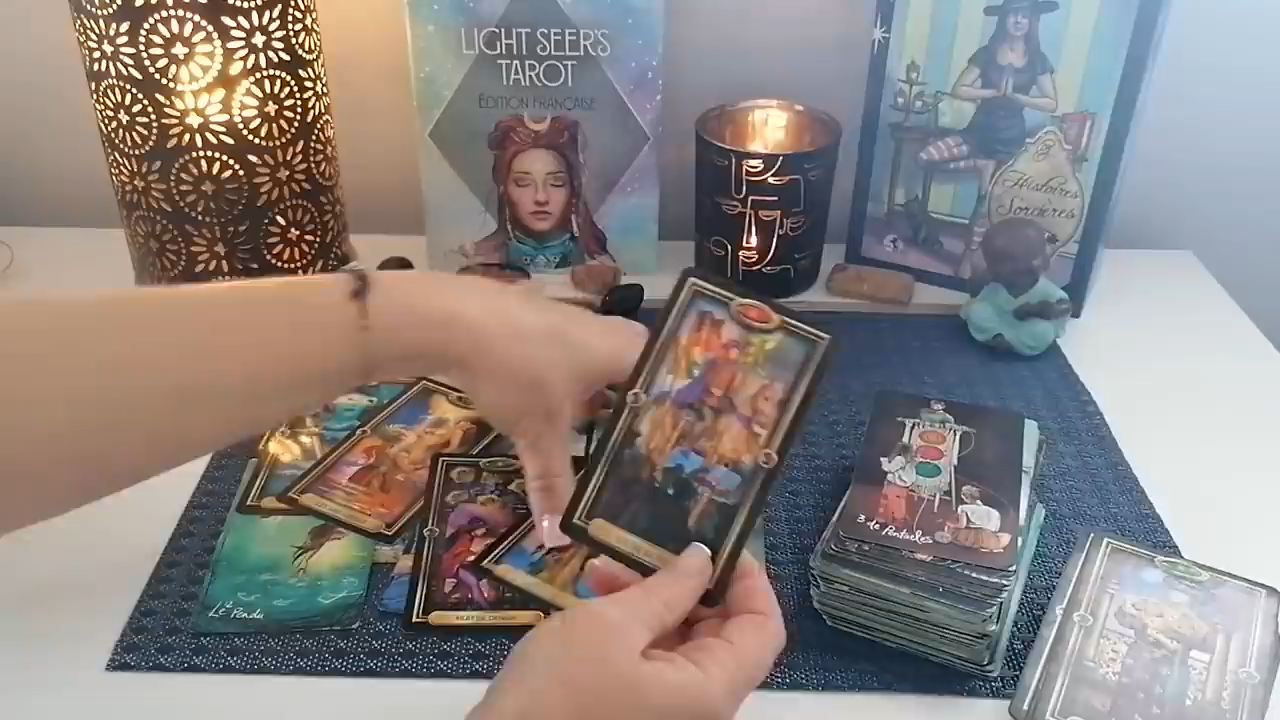 LIGHT SEER'S
TAROT
ÉDITION FRANÇAISE
Histoires
Sorcières
3 de Pentacles
Le Pendu